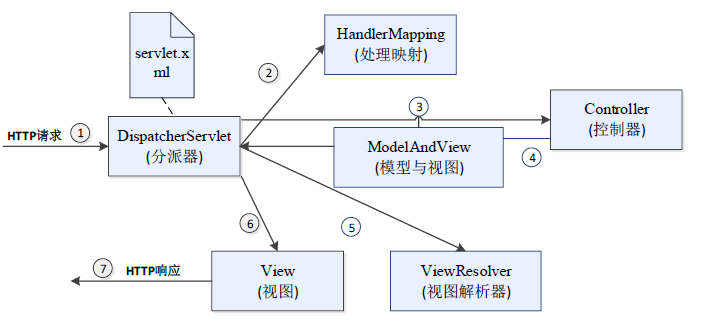 servlet.x
ml
HandlerMapping
(处理映射)
②
③
Controller
(控制器)
HTTP请求
①
DispatcherServlet
(分派器)
ModelAndView
(模型与视图)
④
⑥
⑤
⑦
HTTP响应
View
(视图)
ViewResolver
(视图解析器)